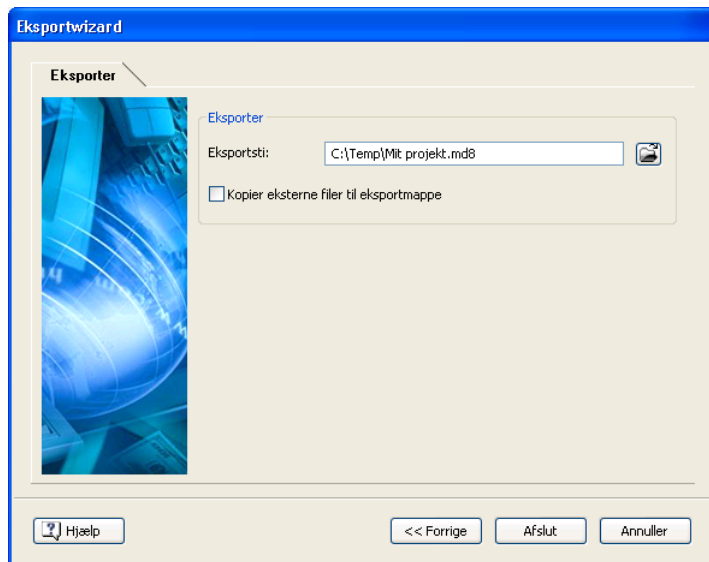 Eksportwizard
Eksporter
Eksporter
Eksportsti: C:\Temp\Mit projekt.md8
Kopier eksterne filer til eksportmappe
Hjælp << Forrige Afslut Annuller